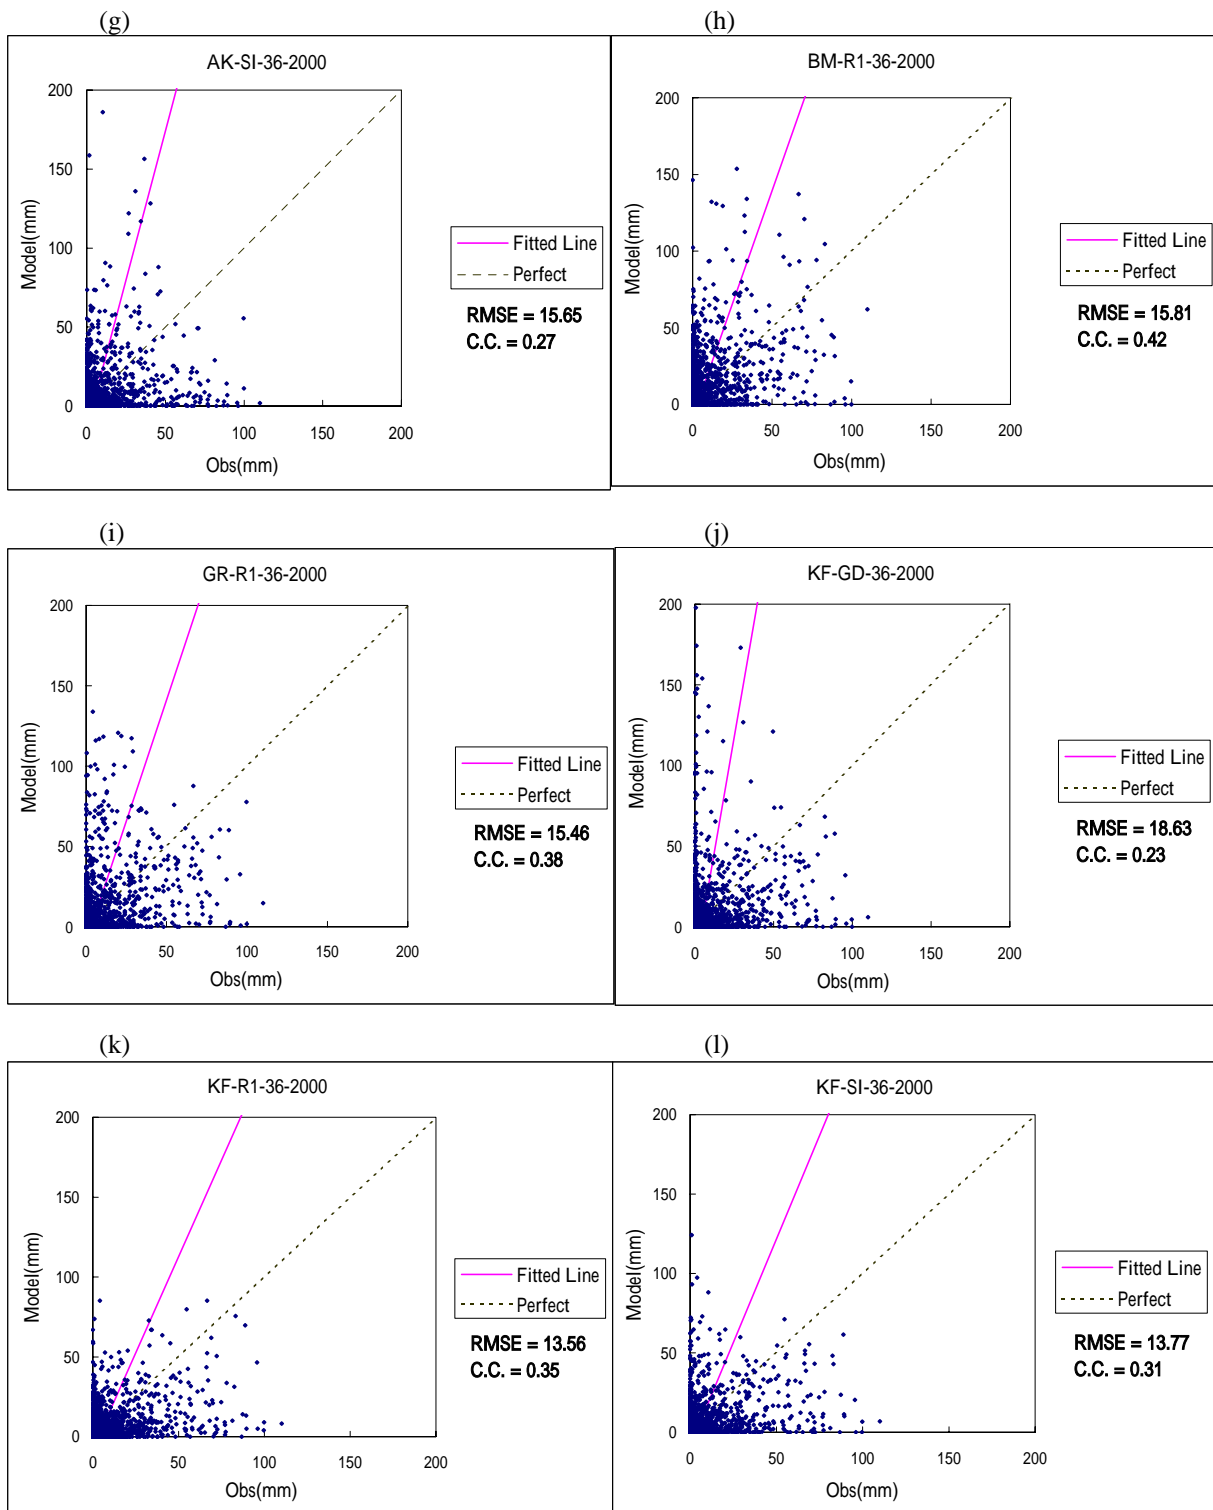 (g)
AK-SI-36-2000
200
150
100
50
0
Model(mm)
0 50 100 150 200
Obs(mm)
Fitted Line
Perfect
RMSE = 15.65
C.C. = 0.27
(h)
BM-R1-36-2000
200
150
100
50
0
Model(mm)
0 50 100 150 200
Obs(mm)
Fitted Line
Perfect
RMSE = 15.81
C.C. = 0.42
(i)
GR-R1-36-2000
200
150
100
50
0
Model(mm)
0 50 100 150 200
Obs(mm)
Fitted Line
Perfect
RMSE = 15.46
C.C. = 0.38
(j)
KF-GD-36-2000
200
150
100
50
0
Model(mm)
0 50 100 150 200
Obs(mm)
Fitted Line
Perfect
RMSE = 18.63
C.C. = 0.23
(k)
KF-R1-36-2000
200
150
100
50
0
Model(mm)
0 50 100 150 200
Obs(mm)
Fitted Line
Perfect
RMSE = 13.56
C.C. = 0.35
(l)
KF-SI-36-2000
200
150
100
50
0
Model(mm)
0 50 100 150 200
Obs(mm)
Fitted Line
Perfect
RMSE = 13.77
C.C. = 0.31